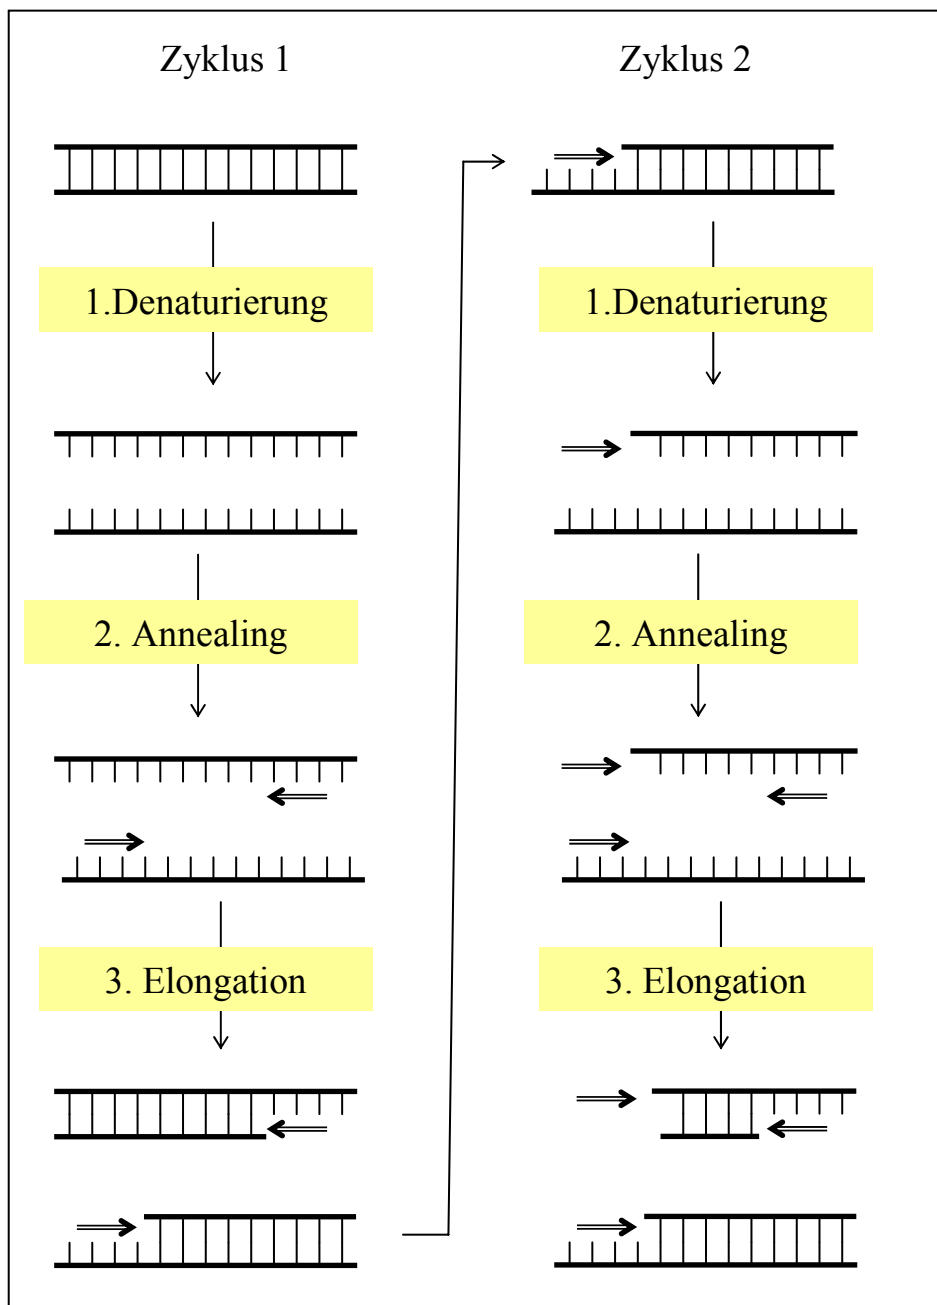 Zyklus 1
1.Denaturierung
2. Annealing
3. Elongation
Zyklus 2
1.Denaturierung
2. Annealing
3. Elongation